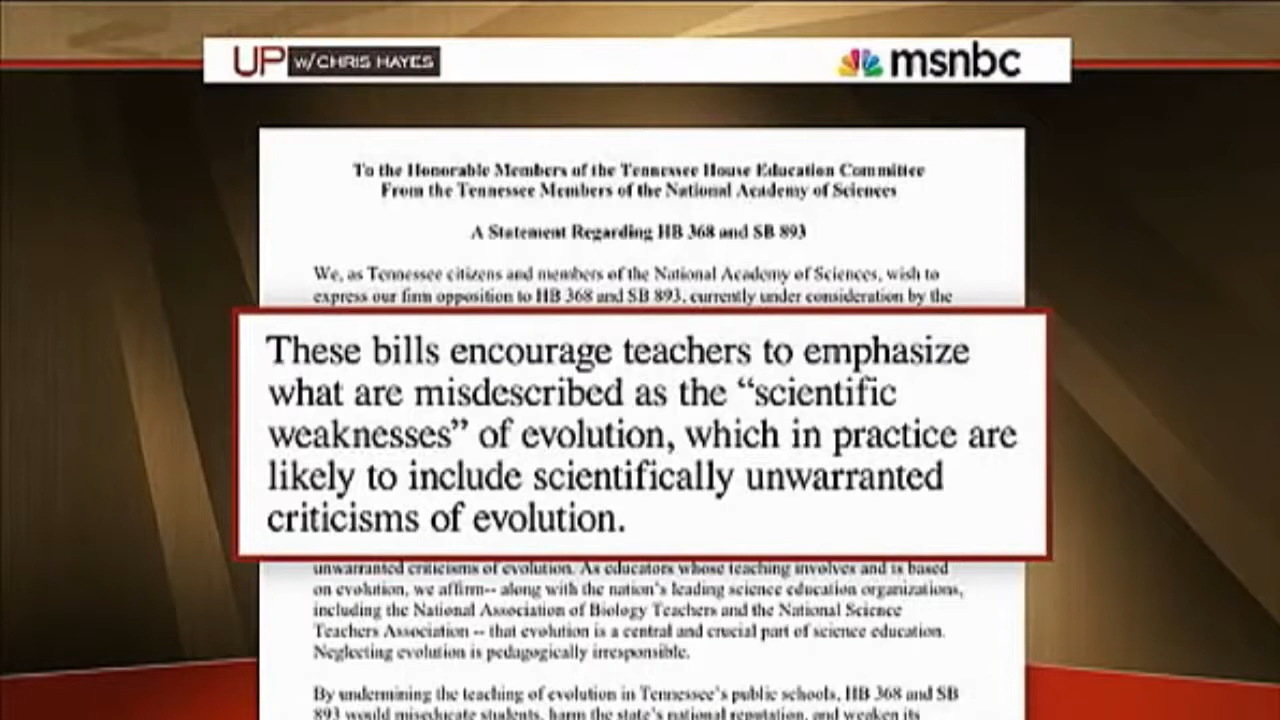 UP w/CHRIS HAYES
msnbc
To the Honorable Members of the Tennessee House Education Committee
From the Tennessee Members of the National Academy of Sciences
A Statement Regarding HB 368 and SB 893
We, as Tennessee citizens and members of the National Academy of Sciences, wish to
express our firm opposition to HB 368 and SB 893, currently under consideration by the
These bills encourage teachers to emphasize
what are misdescribed as the “scientific
weaknesses” of evolution, which in practice are
likely to include scientifically unwarranted
criticisms of evolution.
unwarranted criticisms of evolution. As educators whose teaching involves and is based
on evolution, we affirm-- along with the nation's leading science education organizations,
including the National Association of Biology Teachers and the National Science
Teachers Association -- that evolution is a central and crucial part of science education.
Neglecting evolution is pedagogically irresponsible.
By undermining the teaching of evolution in Tennessee's public schools, HB 368 and SB
893 would miseducate students, harm the state's national reputation, and weaken its